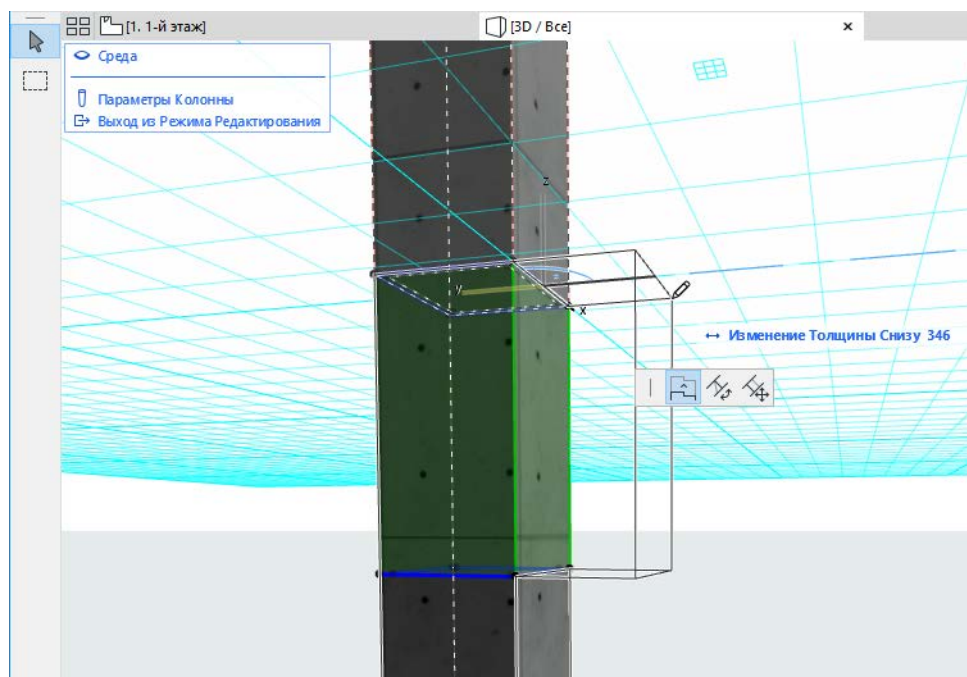 [1. 1-й этаж]
[3D / Все]
Среда
Параметры Колонны
Выход из Режима Редактирования
z
y
x
Изменение Толщины Снизу 346